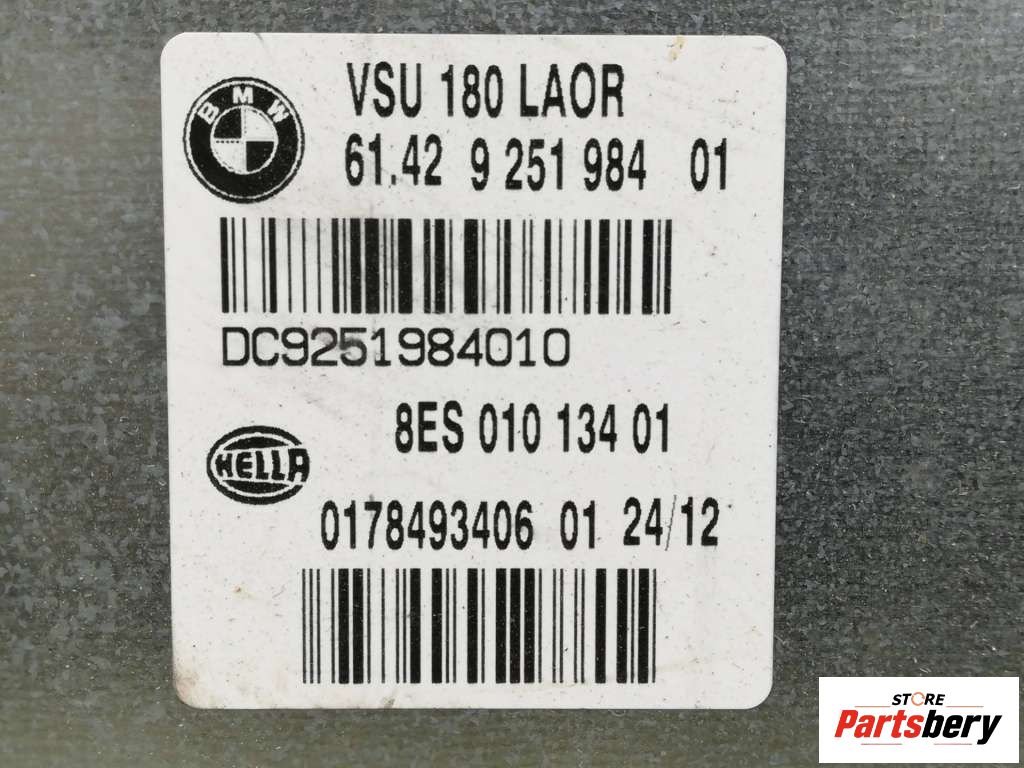 BMW
VSU 180 LAOR
61.42 9 251 984 01
DC9251984010
8ES 010 134 01
HELLA
0178493406 01 24/12
STORE
Partsbery